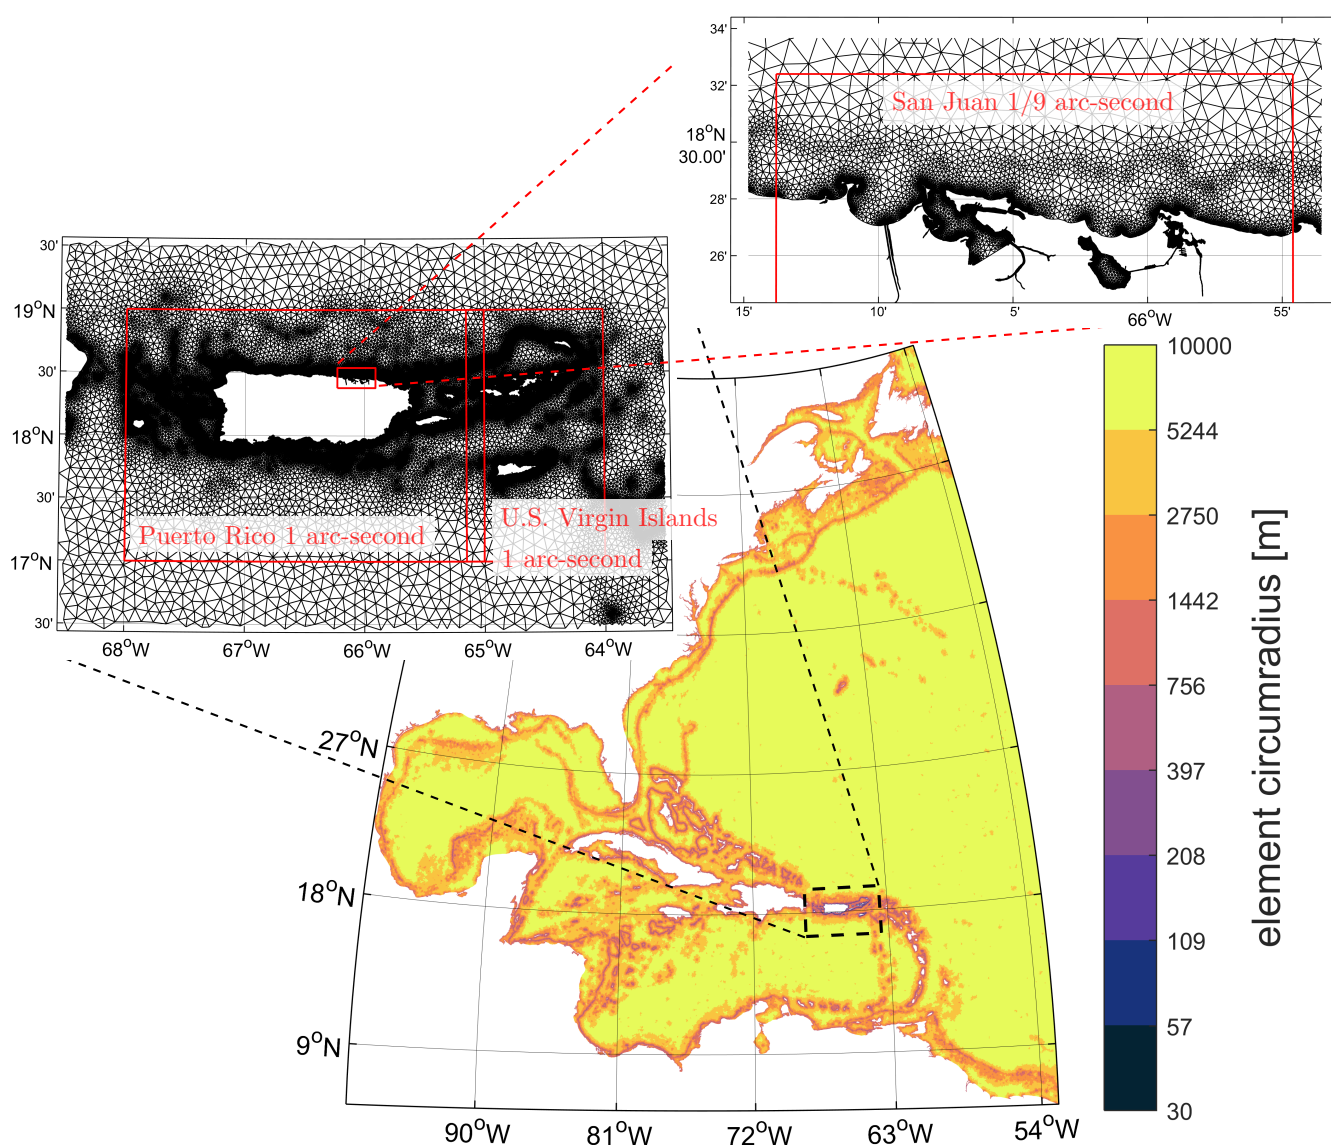 34'
32'
18°N
30.00'
28'
26'
San Juan 1/9 arc-second
15'
10'
5'
66°W
55'
30'
19°N
30'
18°N
30'
17°N
30'
Puerto Rico 1 arc-second
U.S. Virgin Islands
1 arc-second
68°W
67°W
66°W
65°W
64°W
27°N
18°N
9°N
90°W
81°W
72°W
63°W
54°W
10000
5244
2750
1442
756
397
208
109
57
30
element circumradius [m]